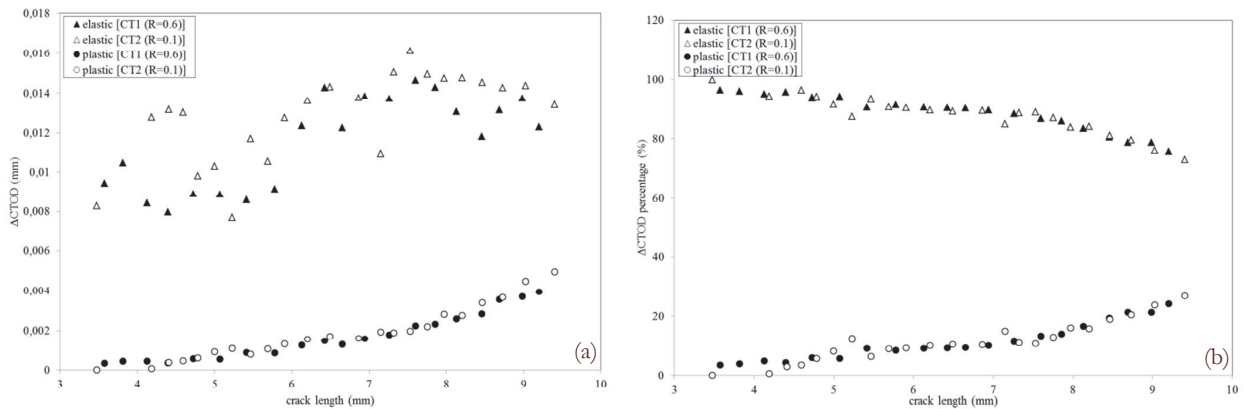 0,018
0,016
0,014
0,012
0,01
0,008
0,006
0,004
0,002
0
ΔCTOD (mm)
elastic [CT1 (R=0.6)]
elastic [CT2 (R=0.1)]
plastic [CT1 (R=0.6)]
plastic [CT2 (R=0.1)]
3 4 5 6 7 8 9 10
crack length (mm)
(a)
120
100
80
60
40
20
0
ΔCTOD percentage (%)
elastic [CT1 (R=0.6)]
elastic [CT2 (R=0.1)]
plastic [CT1 (R=0.6)]
plastic [CT2 (R=0.1)]
3 4 5 6 7 8 9 10
crack length (mm)
(b)